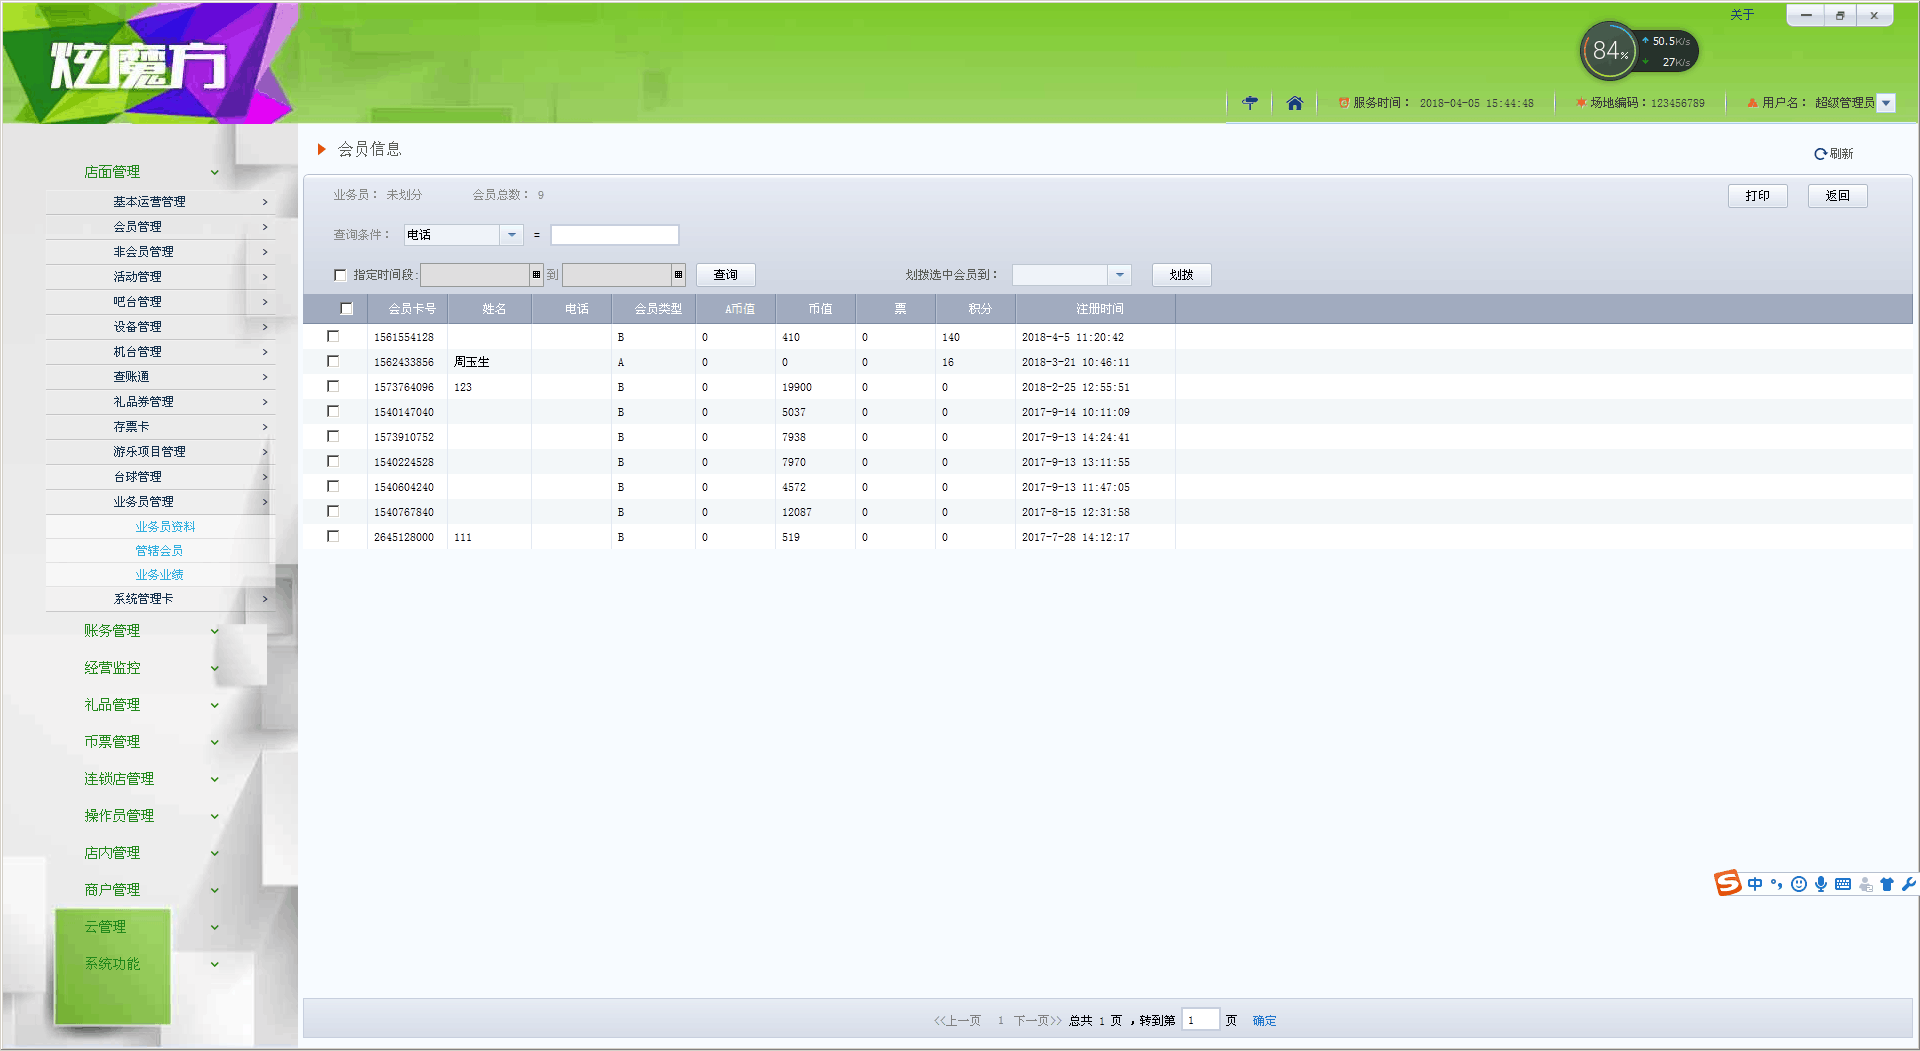 关于
炫魔方
84%
50.5K/s
27K/s
服务时间： 2018-04-05 15:44:48
场地编码：123456789
用户名： 超级管理员
店面管理
基本运营管理
会员管理
非会员管理
活动管理
吧台管理
设备管理
机台管理
查账通
礼品券管理
存票卡
游乐项目管理
台球管理
业务员管理
业务员资料
管辖会员
业务业绩
系统管理卡
账务管理
经营监控
礼品管理
币票管理
连锁店管理
操作员管理
店内管理
商户管理
云管理
系统功能
会员信息
刷新
业务员： 未划分 会员总数： 9
打印 返回
查询条件： 电话 =
指定时间段: 到 查询 划拨选中会员到： 划拨
会员卡号 姓名 电话 会员类型 A币值 币值 票 积分 注册时间
1561554128 B 0 410 0 140 2018-4-5 11:20:42
1562433856 周玉生 A 0 0 0 16 2018-3-21 10:46:11
1573764096 123 B 0 19900 0 0 2018-2-25 12:55:51
1540147040 B 0 5037 0 0 2017-9-14 10:11:09
1573910752 B 0 7938 0 0 2017-9-13 14:24:41
1540224528 B 0 7970 0 0 2017-9-13 13:11:55
1540604240 B 0 4572 0 0 2017-9-13 11:47:05
1540767840 B 0 12087 0 0 2017-8-15 12:31:58
2645128000 111 B 0 519 0 0 2017-7-28 14:12:17
S 中
<<上一页 1 下一页>> 总共 1 页 ，转到第 1 页 确定